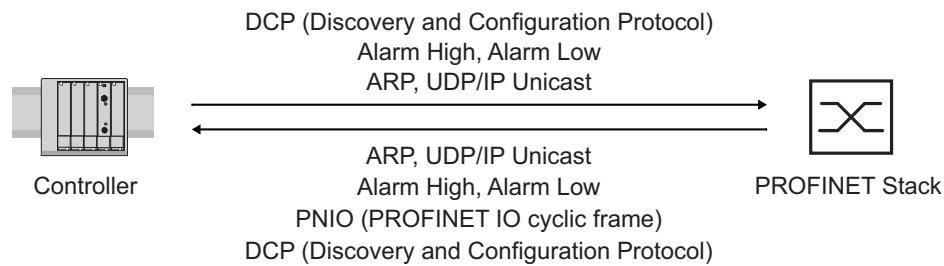 DCP (Discovery and Configuration Protocol)
Alarm High, Alarm Low
ARP, UDP/IP Unicast
ARP, UDP/IP Unicast
Controller
Alarm High, Alarm Low
PROFINET Stack
PNIO (PROFINET IO cyclic frame)
DCP (Discovery and Configuration Protocol)